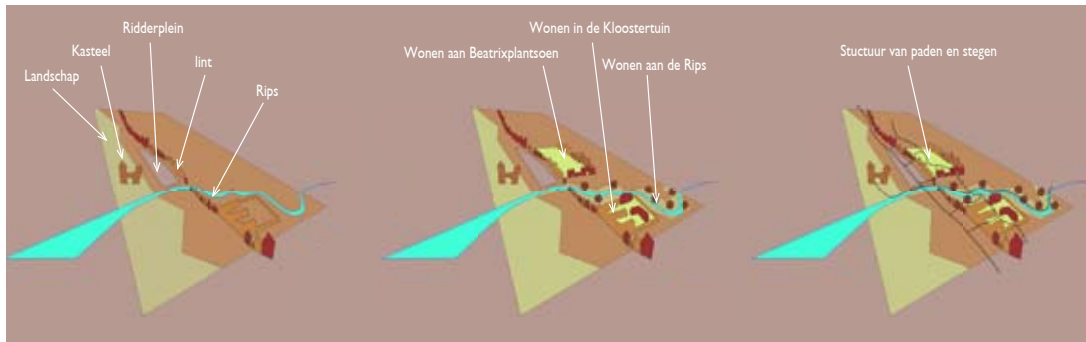 Ridderplein
Kasteel
lint
Landschap
Rips
Wonen in de Kloostertuin
Wonen aan Beatrixplantsoen
Wonen aan de Rips
Stuctuur van paden en stegen